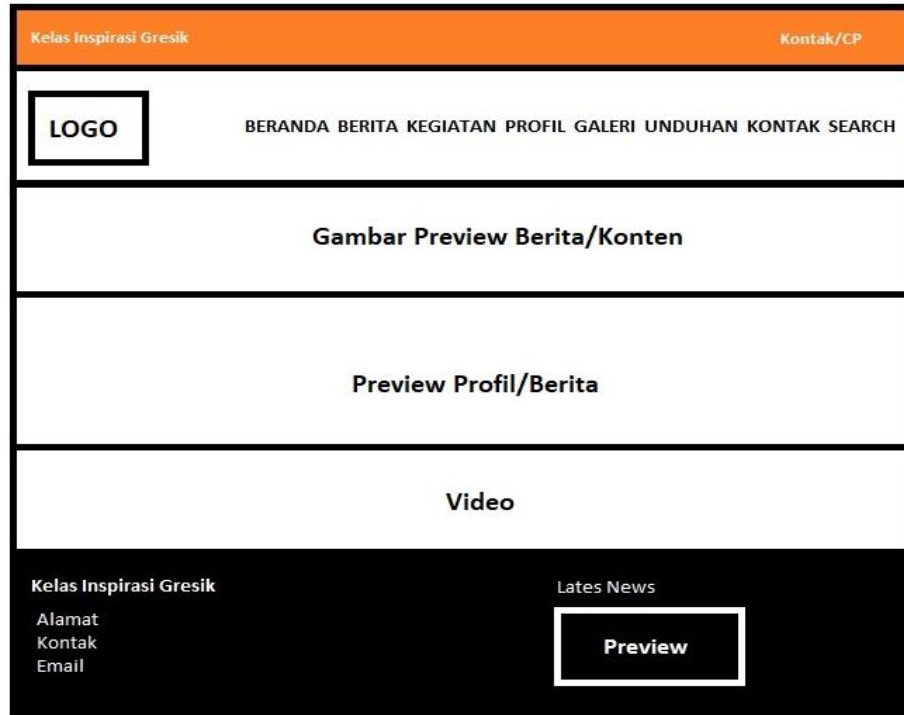 Kelas Inspirasi Gresik
Kontak/CP
LOGO
BERANDA BERITA KEGIATAN PROFIL GALERI UNDUHAN KONTAK SEARCH
Gambar Preview Berita/Konten
Preview Profil/Berita
Video
Kelas Inspirasi Gresik
Alamat
Kontak
Email
Lates News
Preview